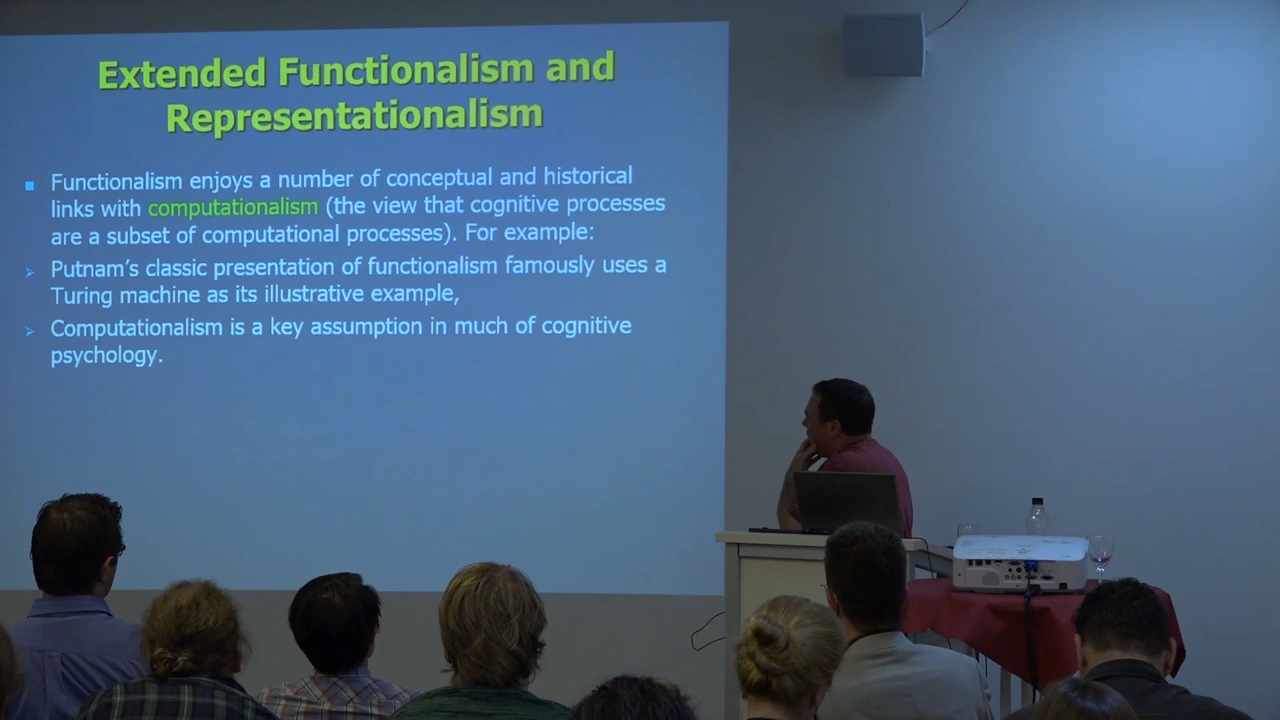 Extended Functionalism and
Representationalism
Functionalism enjoys a number of conceptual and historical
links with computationalism (the view that cognitive processes
are a subset of computational processes). For example:
Putnam's classic presentation of functionalism famously uses a
Turing machine as its illustrative example,
Computationalism is a key assumption in much of cognitive
psychology.